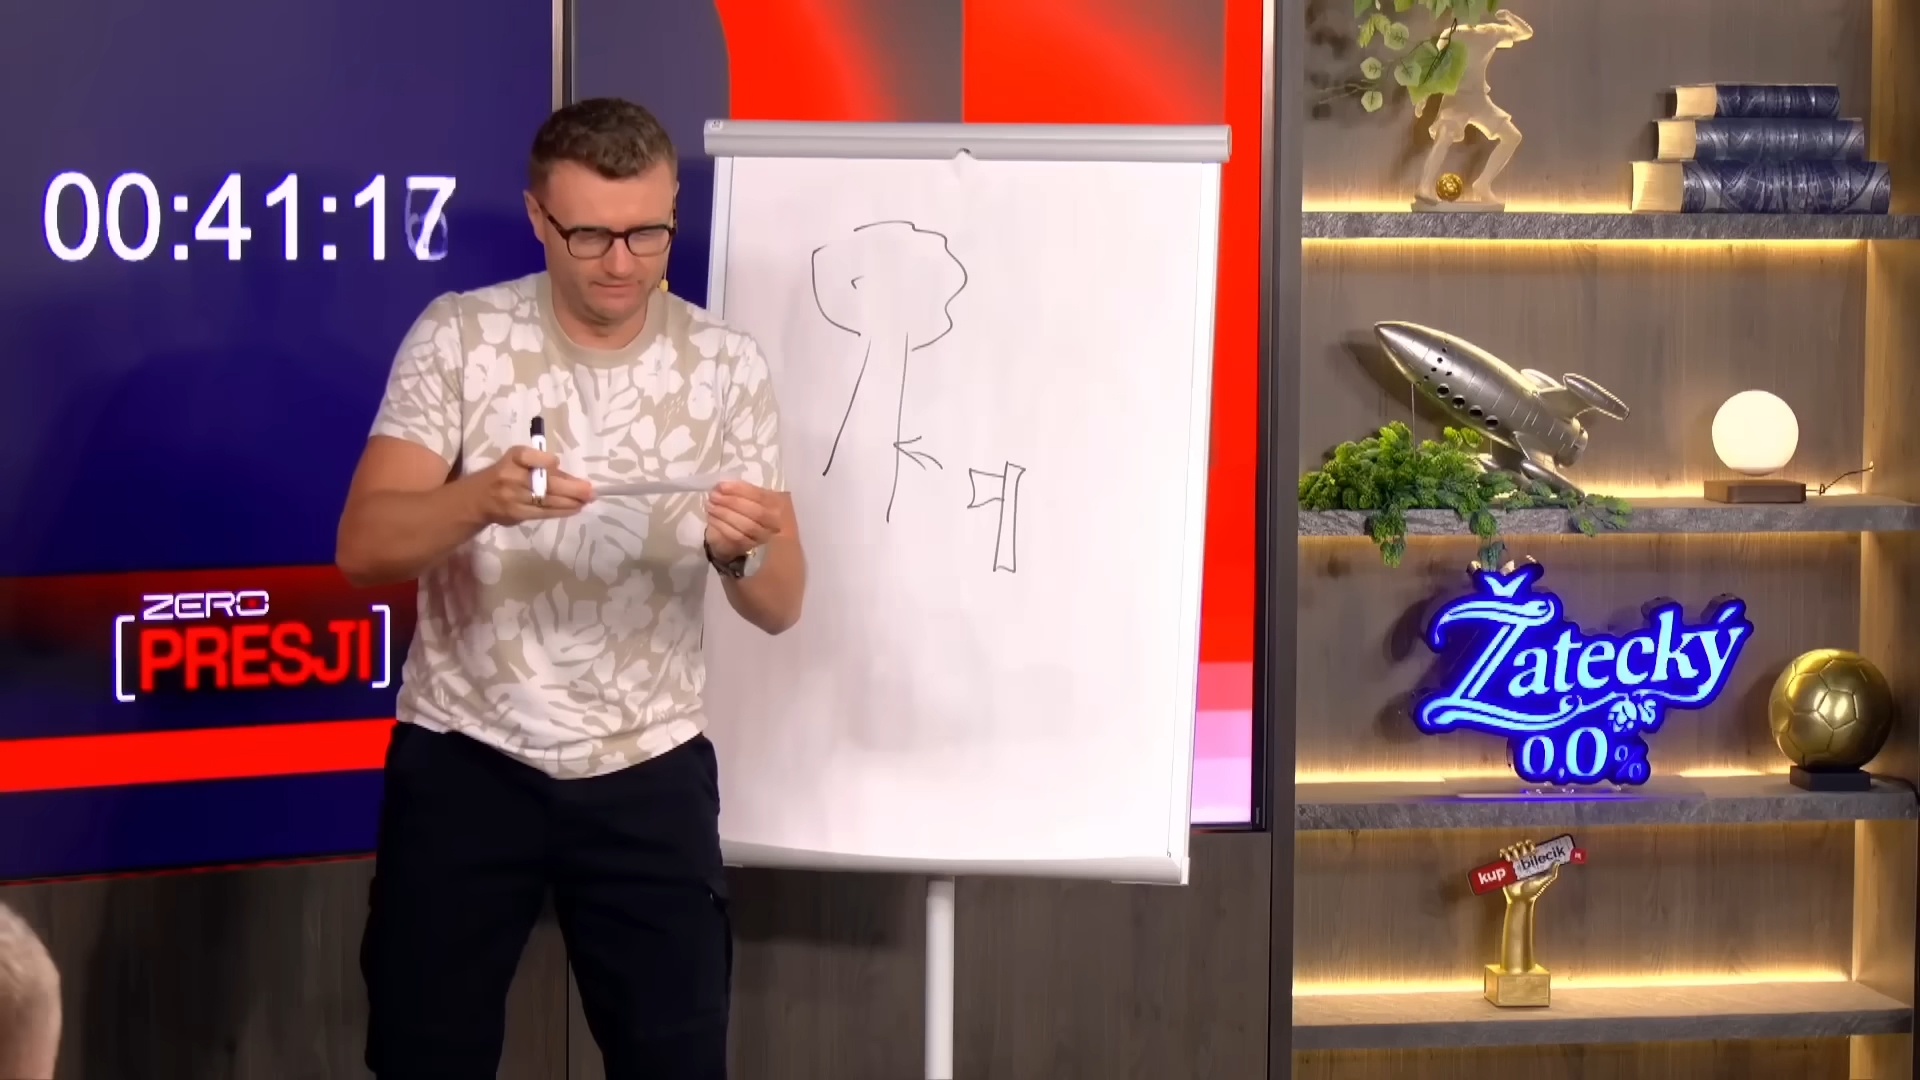 00:41:17
ZERO
[PRESJI]
Žatecký
0,0%
kup bilecik